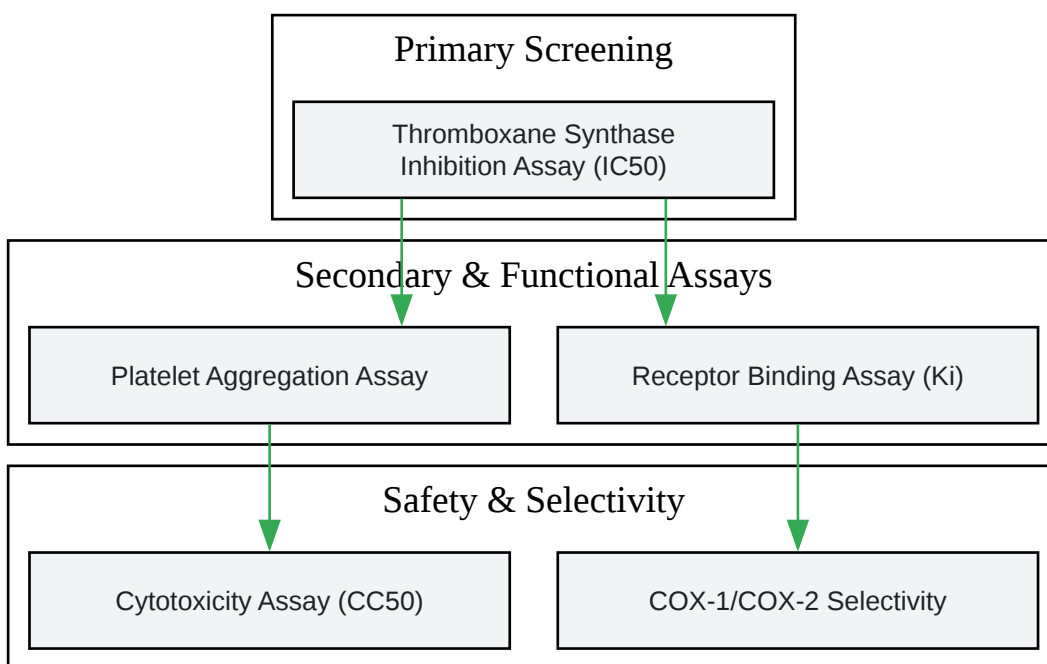 Primary Screening
Thromboxane Synthase
Inhibition Assay (IC50)
Secondary & Functional Assays
Platelet Aggregation Assay
Receptor Binding Assay (Ki)
Safety & Selectivity
Cytotoxicity Assay (CC50)
COX-1/COX-2 Selectivity